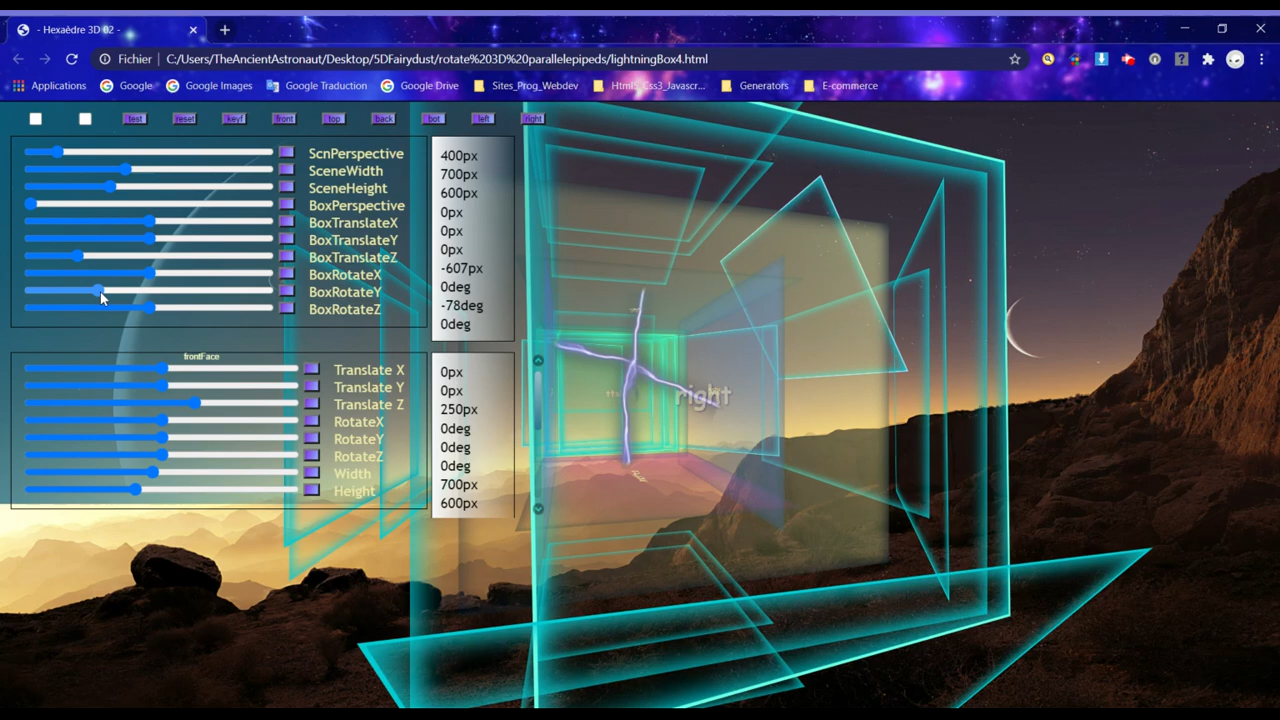 - Hexaèdre 3D 02 -
Fichier C:/Users/TheAncientAstronaut/Desktop/5DFairydust/rotate%203D%20parallelepipeds/lightningBox4.html
Applications Google Google Images Google Traduction Google Drive Sites_Prog_Webdev Html5_Css3_Javascr... Generators E-commerce
test reset keyf front top back bot left right
ScnPerspective
SceneWidth
SceneHeight
BoxPerspective
BoxTranslateX
BoxTranslateY
BoxTranslateZ
BoxRotateX
BoxRotateY
BoxRotateZ
400px
700px
600px
0px
0px
0px
-607px
0deg
-78deg
0deg
frontFace
Translate X
Translate Y
Translate Z
RotateX
RotateY
RotateZ
Width
Height
0px
0px
250px
0deg
0deg
0deg
700px
600px
right